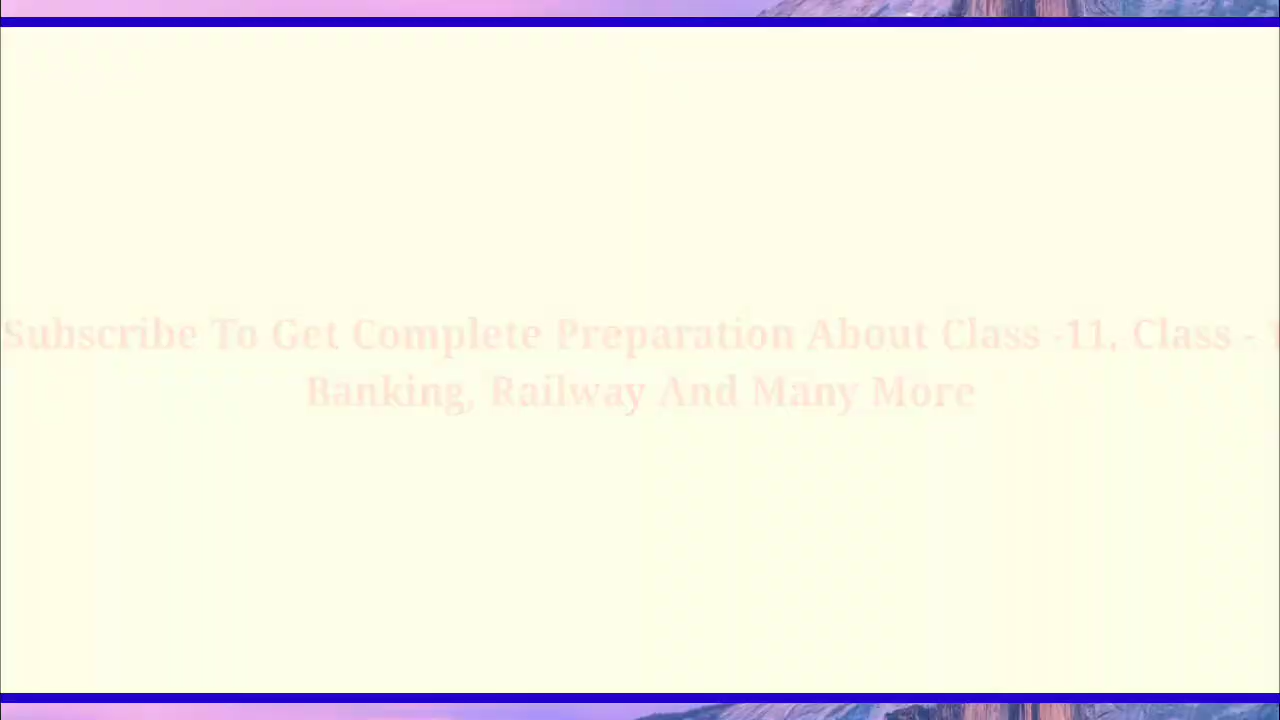 Subscribe To Get Complete Preparation About Class -11, Class -
Banking, Railway And Many More